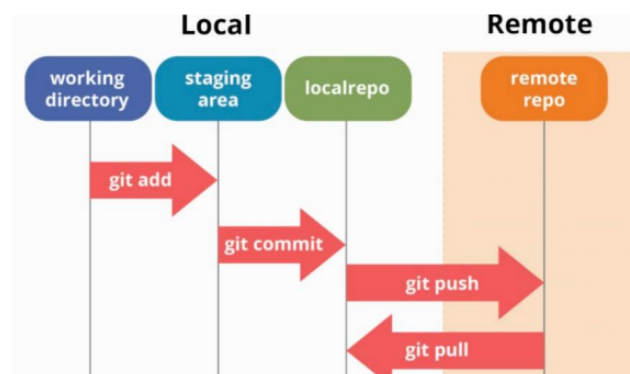 Local
Remote
working
directory
staging
area
localrepo
remote
repo
git add
git commit
git push
git pull